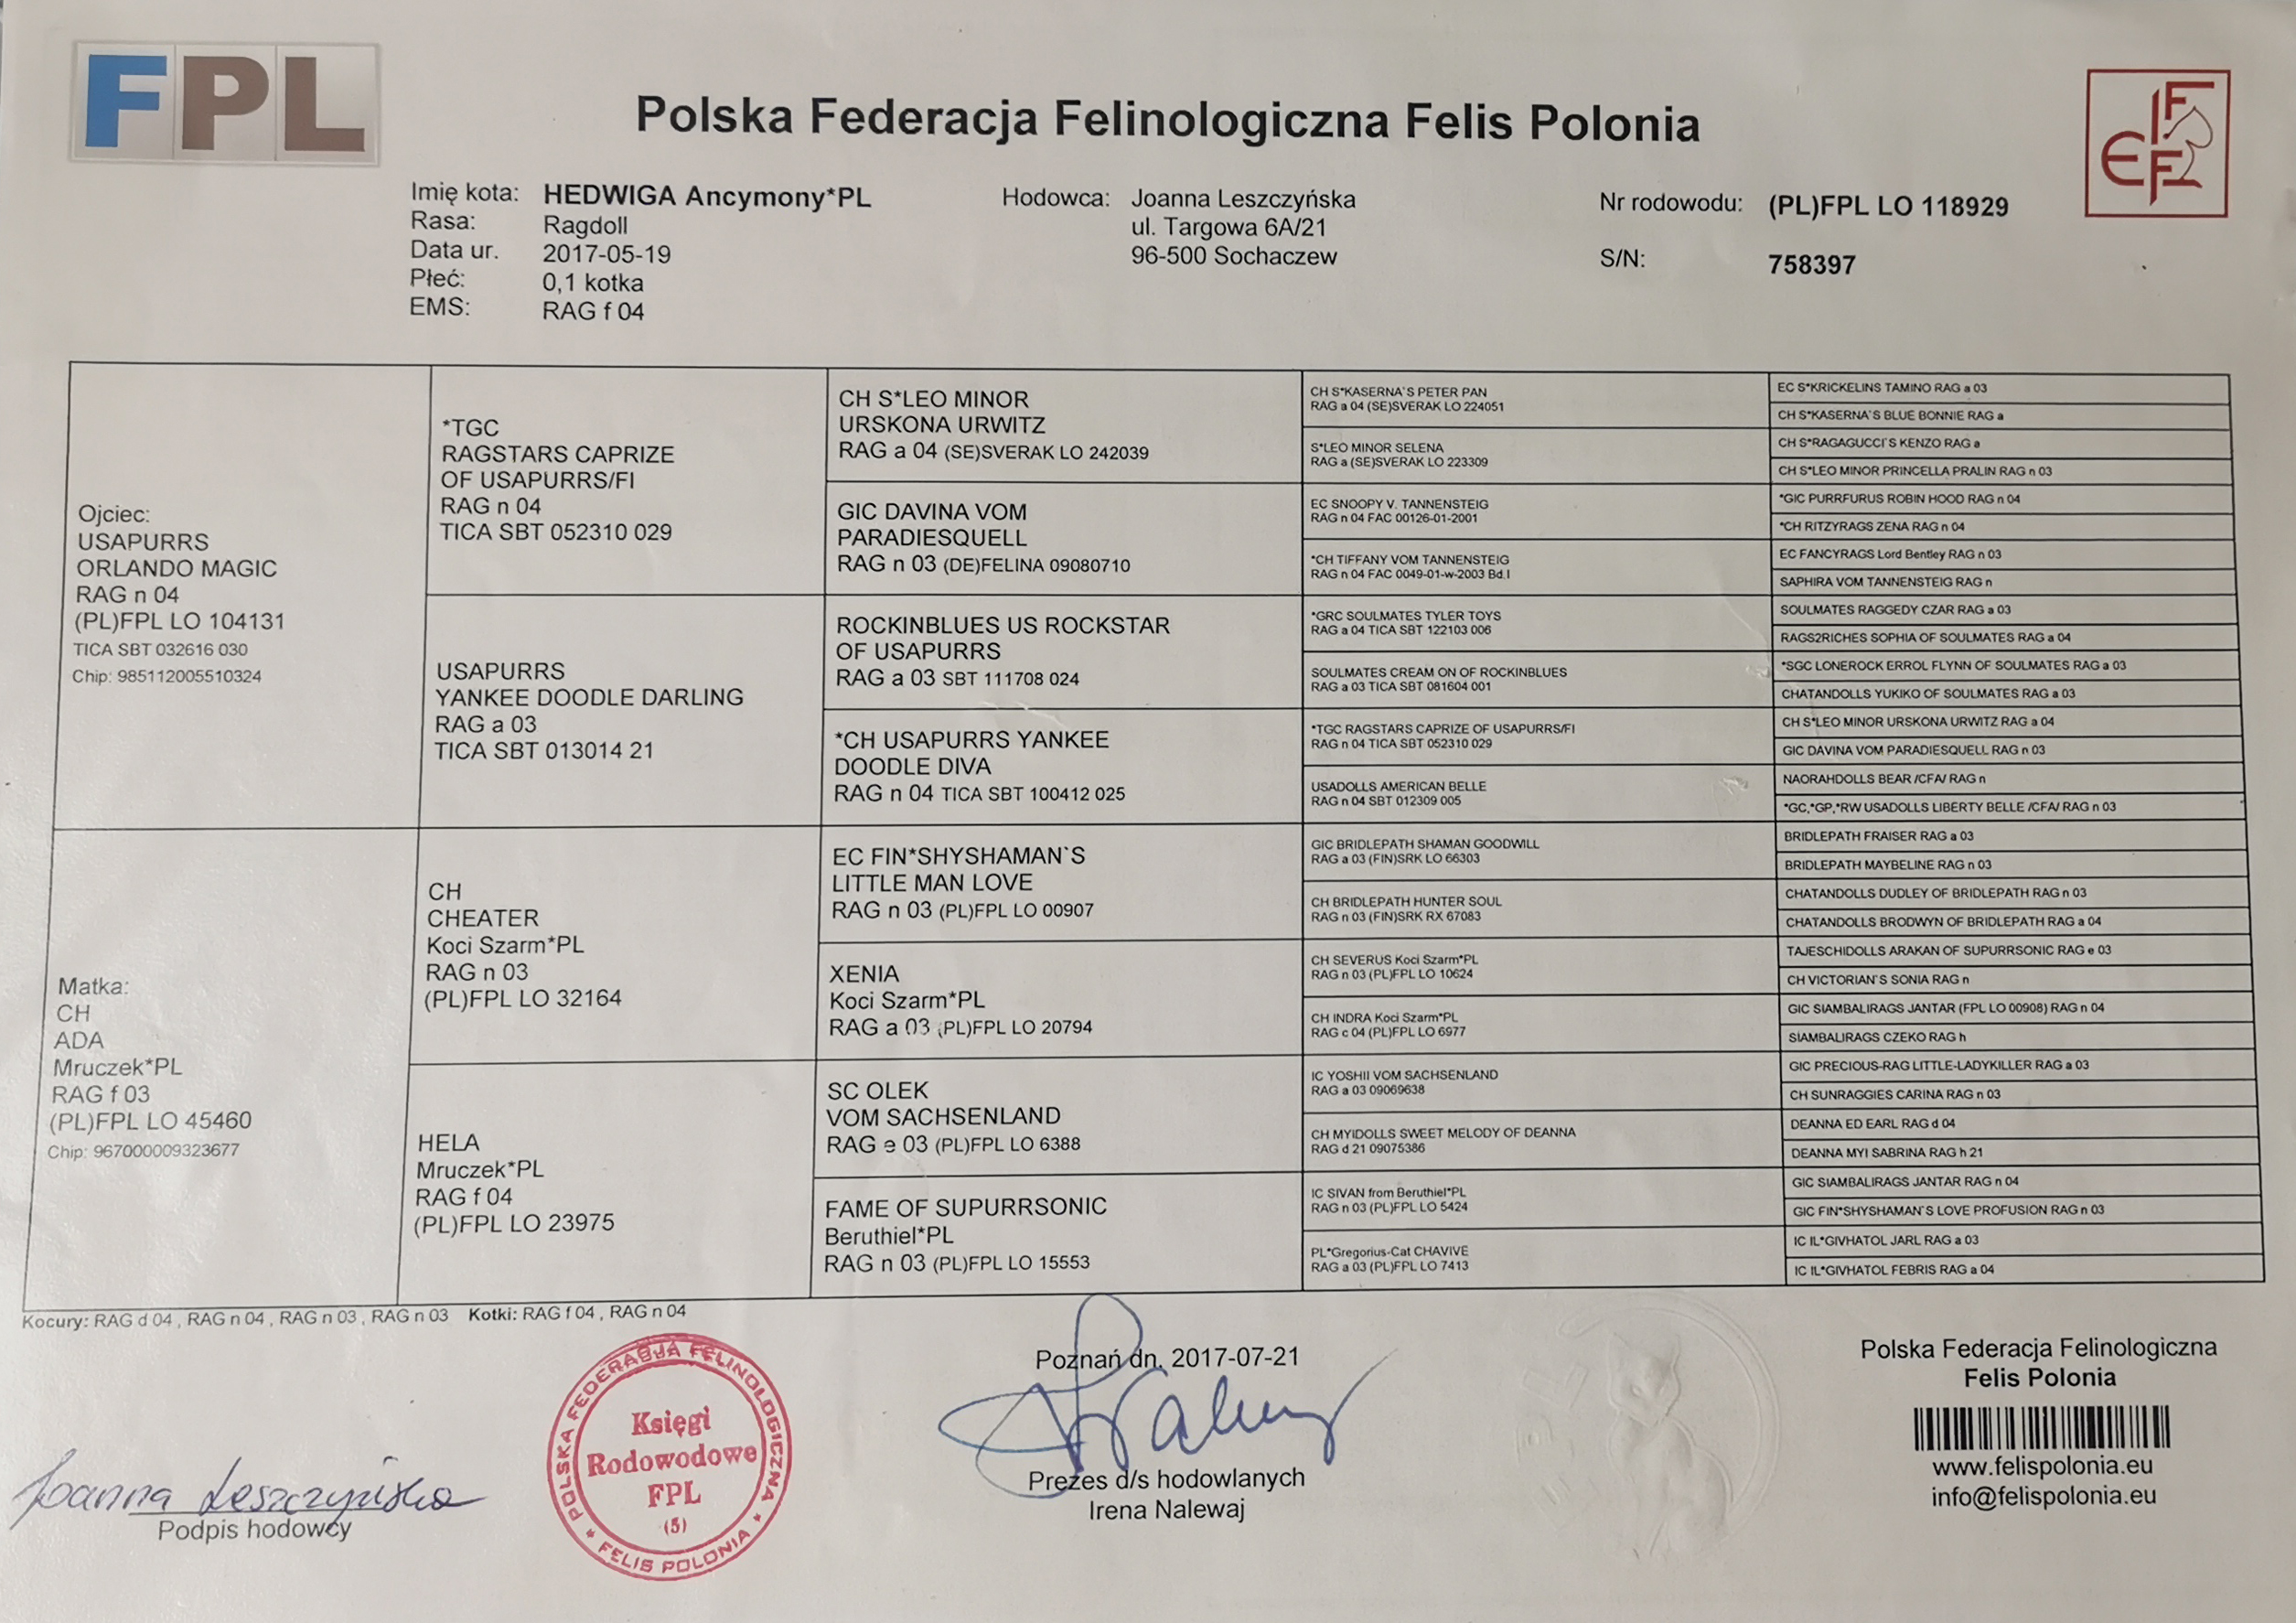 FPL
Polska Federacja Felinologiczna Felis Polonia
FIFE
Imię kota: HEDWIGA Ancymony*PL
Rasa: Ragdoll
Data ur. 2017-05-19
Płeć: 0,1 kotka
EMS: RAG f 04
Hodowca: Joanna Leszczyńska
ul. Targowa 6A/21
96-500 Sochaczew
Nr rodowodu: (PL)FPL LO 118929
S/N: 758397
Ojciec:
USAPURRS
ORLANDO MAGIC
RAG n 04
(PL)FPL LO 104131
TICA SBT 032616 030
Chip: 985112005510324
Matka:
CH
ADA
Mruczek*PL
RAG f 03
(PL)FPL LO 45460
Chip: 967000009323677
*TGC
RAGSTARS CAPRIZE
OF USAPURRS/FI
RAG n 04
TICA SBT 052310 029
USAPURRS
YANKEE DOODLE DARLING
RAG a 03
TICA SBT 013014 21
CH
CHEATER
Koci Szarm*PL
RAG n 03
(PL)FPL LO 32164
HELA
Mruczek*PL
RAG f 04
(PL)FPL LO 23975
CH S*LEO MINOR
URSKONA URWITZ
RAG a 04 (SE)SVERAK LO 242039
GIC DAVINA VOM
PARADIESQUELL
RAG n 03 (DE)FELINA 09080710
ROCKINBLUES US ROCKSTAR
OF USAPURRS
RAG a 03 SBT 111708 024
*CH USAPURRS YANKEE
DOODLE DIVA
RAG n 04 TICA SBT 100412 025
EC FIN*SHYSHAMAN`S
LITTLE MAN LOVE
RAG n 03 (PL)FPL LO 00907
XENIA
Koci Szarm*PL
RAG a 03 (PL)FPL LO 20794
SC OLEK
VOM SACHSENLAND
RAG e 03 (PL)FPL LO 6388
FAME OF SUPURRSONIC
Beruthiel*PL
RAG n 03 (PL)FPL LO 15553
CH S*KASERNA`S PETER PAN
RAG a 04 (SE)SVERAK LO 224051
S*LEO MINOR SELENA
RAG a (SE)SVERAK LO 223309
EC SNOOPY V. TANNENSTEIG
RAG n 04 FAC 00126-01-2001
*CH TIFFANY VOM TANNENSTEIG
RAG n 04 FAC 0049-01-w-2003 Bd.I
*GRC SOULMATES TYLER TOYS
RAG a 04 TICA SBT 122103 006
SOULMATES CREAM ON OF ROCKINBLUES
RAG a 03 TICA SBT 081604 001
*TGC RAGSTARS CAPRIZE OF USAPURRS/FI
RAG n 04 TICA SBT 052310 029
USADOLLS AMERICAN BELLE
RAG n 04 SBT 012309 005
GIC BRIDLEPATH SHAMAN GOODWILL
RAG a 03 (FIN)SRK LO 66303
CH BRIDLEPATH HUNTER SOUL
RAG n 03 (FIN)SRK RX 67083
CH SEVERUS Koci Szarm*PL
RAG n 03 (PL)FPL LO 10624
CH INDRA Koci Szarm*PL
RAG c 04 (PL)FPL LO 6977
IC YOSHII VOM SACHSENLAND
RAG a 03 09069638
CH MYIDOLLS SWEET MELODY OF DEANNA
RAG d 21 09075386
IC SIVAN from Beruthiel*PL
RAG n 03 (PL)FPL LO 5424
PL*Gregorius-Cat CHAVIVE
RAG a 03 (PL)FPL LO 7413
EC S*KRICKELINS TAMINO RAG a 03
CH S*KASERNA`S BLUE BONNIE RAG a
CH S*RAGAGUCCI`S KENZO RAG a
CH S*LEO MINOR PRINCELLA PRALIN RAG n 03
*GIC PURRFURUS ROBIN HOOD RAG n 04
*CH RITZYRAGS ZENA RAG n 04
EC FANCYRAGS Lord Bentley RAG n 03
SAPHIRA VOM TANNENSTEIG RAG n
SOULMATES RAGGEDY CZAR RAG a 03
RAGS2RICHES SOPHIA OF SOULMATES RAG a 04
*SGC LONEROCK ERROL FLYNN OF SOULMATES RAG a 03
CHATANDOLLS YUKIKO OF SOULMATES RAG a 03
CH S*LEO MINOR URSKONA URWITZ RAG a 04
GIC DAVINA VOM PARADIESQUELL RAG n 03
NAORAHDOLLS BEAR /CFA/ RAG n
*GC,*GP,*RW USADOLLS LIBERTY BELLE /CFA/ RAG n 03
BRIDLEPATH FRAISER RAG a 03
BRIDLEPATH MAYBELINE RAG n 03
CHATANDOLLS DUDLEY OF BRIDLEPATH RAG n 03
CHATANDOLLS BRODWYN OF BRIDLEPATH RAG a 04
TAJESCHIDOLLS ARAKAN OF SUPURRSONIC RAG e 03
CH VICTORIAN`S SONIA RAG n
GIC SIAMBALIRAGS JANTAR (FPL LO 00908) RAG n 04
SIAMBALIRAGS CZEKO RAG h
GIC PRECIOUS-RAG LITTLE-LADYKILLER RAG a 03
CH SUNRAGGIES CARINA RAG n 03
DEANNA ED EARL RAG d 04
DEANNA MYI SABRINA RAG h 21
GIC SIAMBALIRAGS JANTAR RAG n 04
GIC FIN*SHYSHAMAN`S LOVE PROFUSION RAG n 03
IC IL*GIVHATOL JARL RAG a 03
IC IL*GIVHATOL FEBRIS RAG a 04
Kocury: RAG d 04 , RAG n 04 , RAG n 03 , RAG n 03 Kotki: RAG f 04 , RAG n 04
Joanna Leszczyńska
Podpis hodowcy
POLSKA FEDERACJA FELINOLOGICZNA
* FELIS POLONIA *
Księgi
Rodowodowe
FPL
(5)
Poznań dn. 2017-07-21
Prezes d/s hodowlanych
Irena Nalewaj
Polska Federacja Felinologiczna
Felis Polonia
www.felispolonia.eu
info@felispolonia.eu